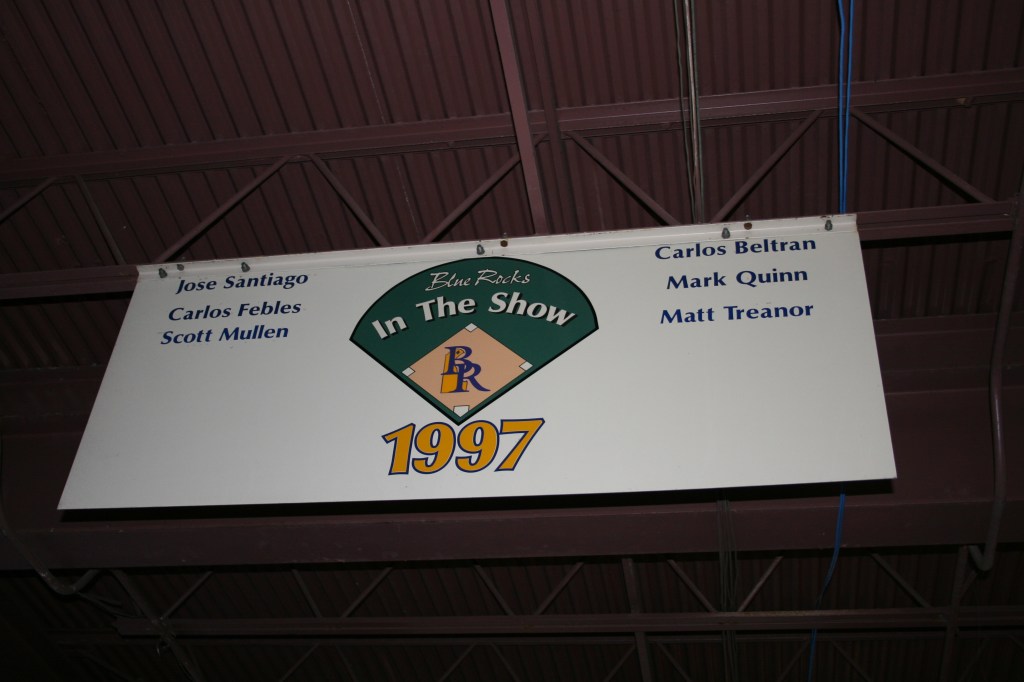 Jose Santiago
Carlos Febles
Scott Mullen
Blue Rocks
In The Show
BR
1997
Carlos Beltran
Mark Quinn
Matt Treanor